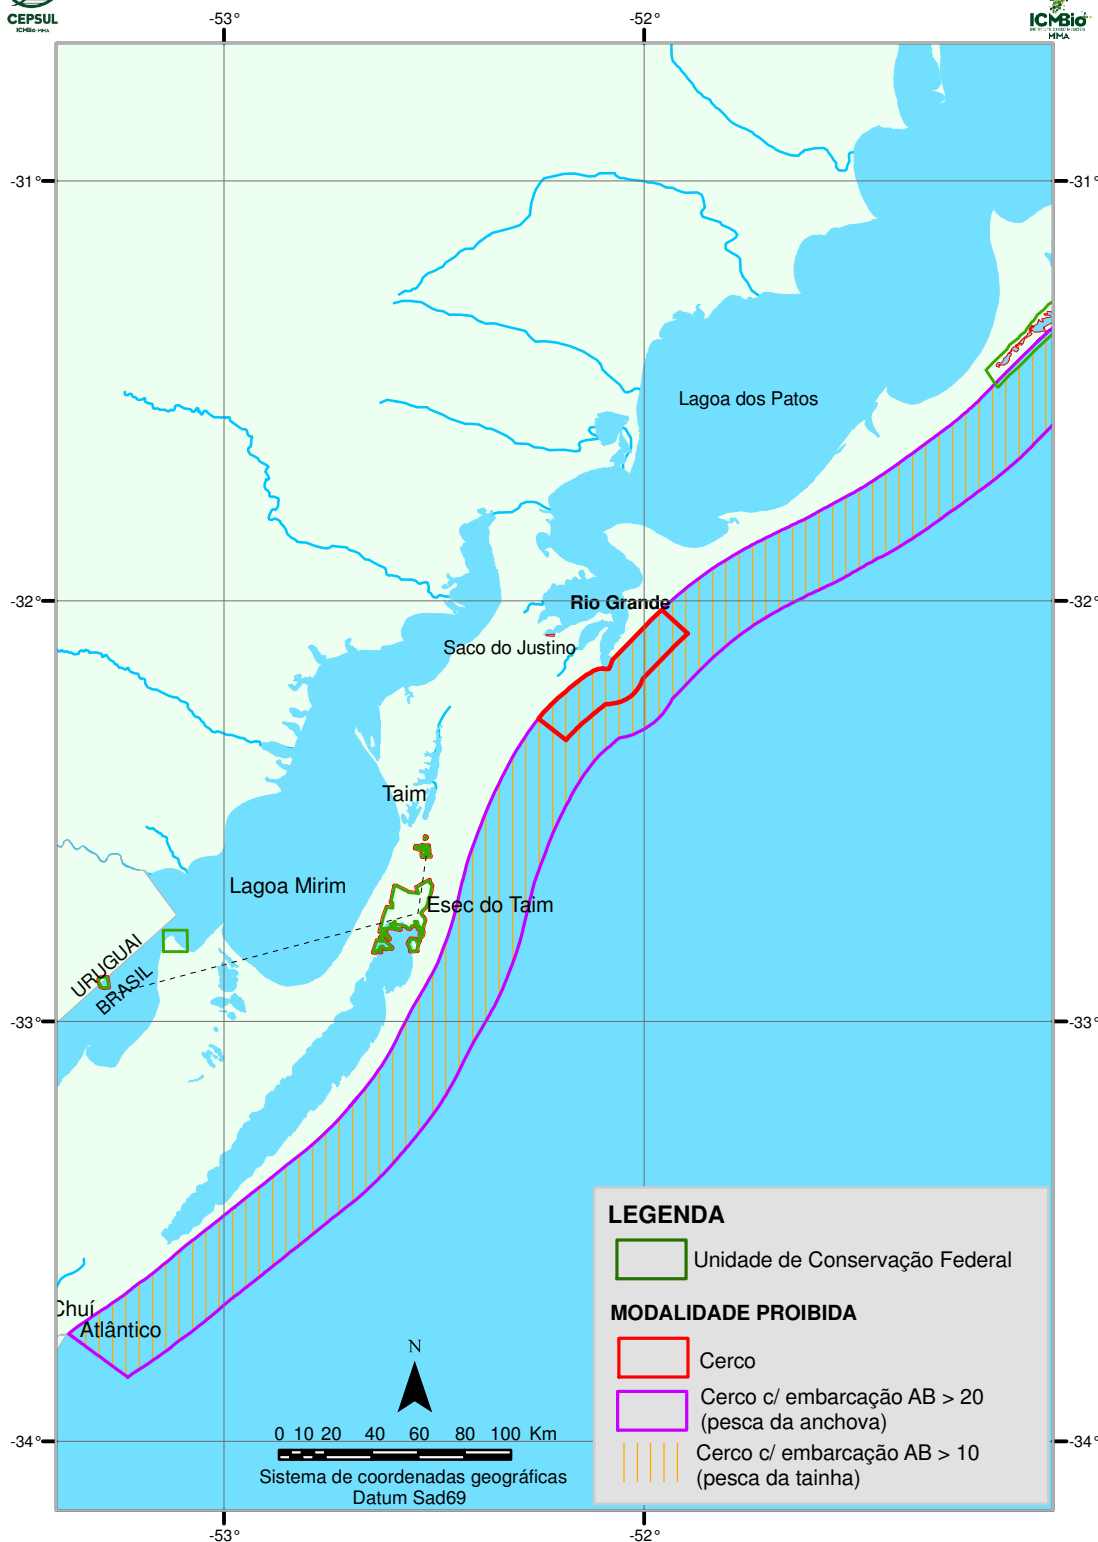 CEPSUL
ICMBio-MMA
ICMBio
MMA
-53°
-52°
-31°
-31°
Lagoa dos Patos
-32°
-32°
Rio Grande
Saco do Justino
Taim
Lagoa Mirim
Esec do Taim
URUGUAI
BRASIL
-33°
-33°
Chuí
Atlântico
N
0 10 20 40 60 80 100 Km
Sistema de coordenadas geográficas
Datum Sad69
LEGENDA
Unidade de Conservação Federal
MODALIDADE PROIBIDA
Cerco
Cerco c/ embarcação AB > 20
(pesca da anchova)
Cerco c/ embarcação AB > 10
(pesca da tainha)
-34°
-34°
-53°
-52°